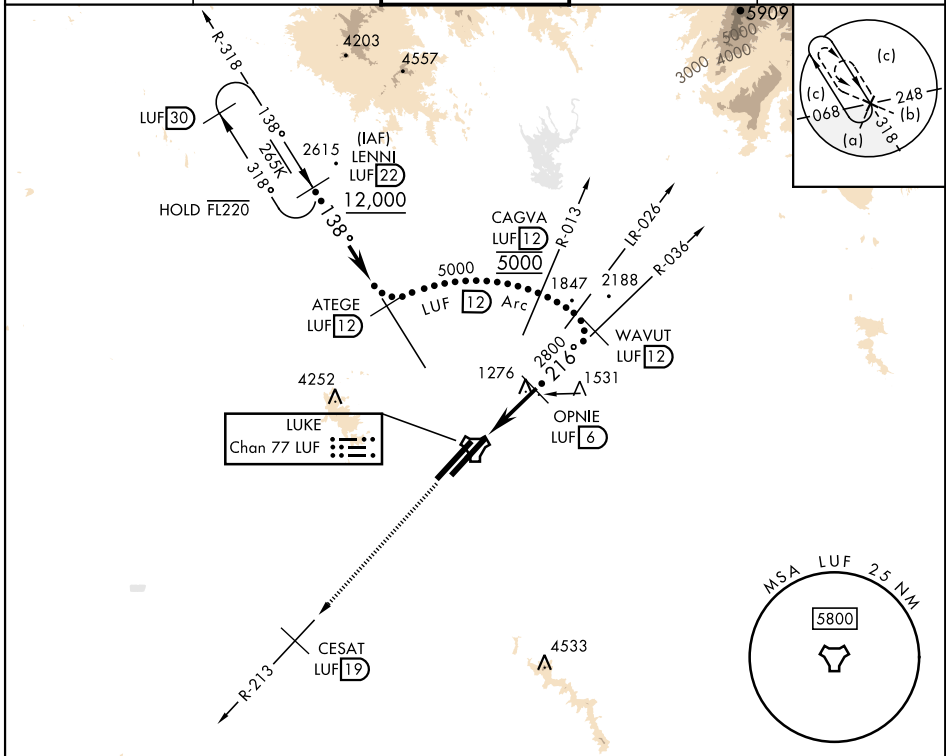 5909
5000
4000
3000
4203
4557
R-318
LUF 30
138°
265K
318°
2615
(IAF)
LENNI
LUF 22
12,000
HOLD FL220
138°
CAGVA
LUF 12
5000
R-013
LR-026
R-036
5000
1847
2188
ATEGE
LUF 12
LUF 12 Arc
WAVUT
LUF 12
2800
216°
1276
1531
4252
OPNIE
LUF 6
LUKE
Chan 77 LUF
CESAT
LUF 19
R-213
4533
(c)
(c)
248
068
(b)
(a)
318
MSA LUF 25 NM
5800